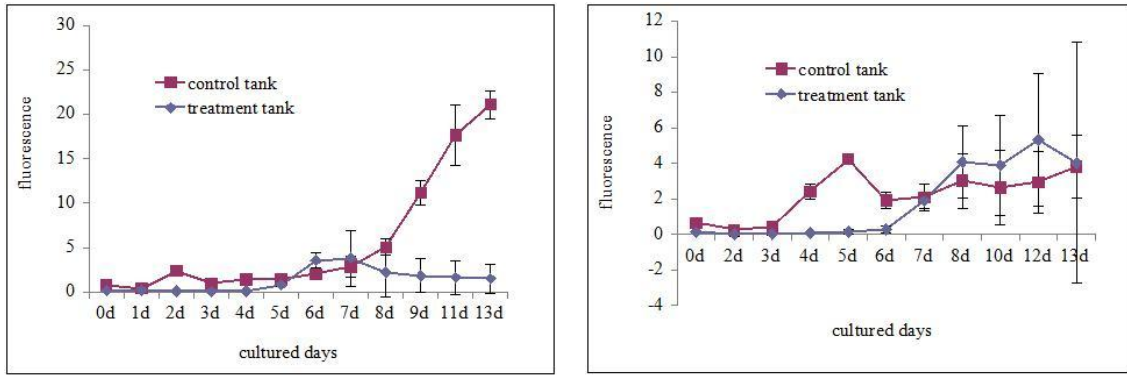 30
25
20
15
10
5
0
fluorescence
control tank
treatment tank
0d 1d 2d 3d 4d 5d 6d 7d 8d 9d 11d 13d
cultured days
12
10
8
6
4
2
0
-2
-4
fluorescence
control tank
treatment tank
0d 2d 3d 4d 5d 6d 7d 8d 10d 12d 13d
cultured days